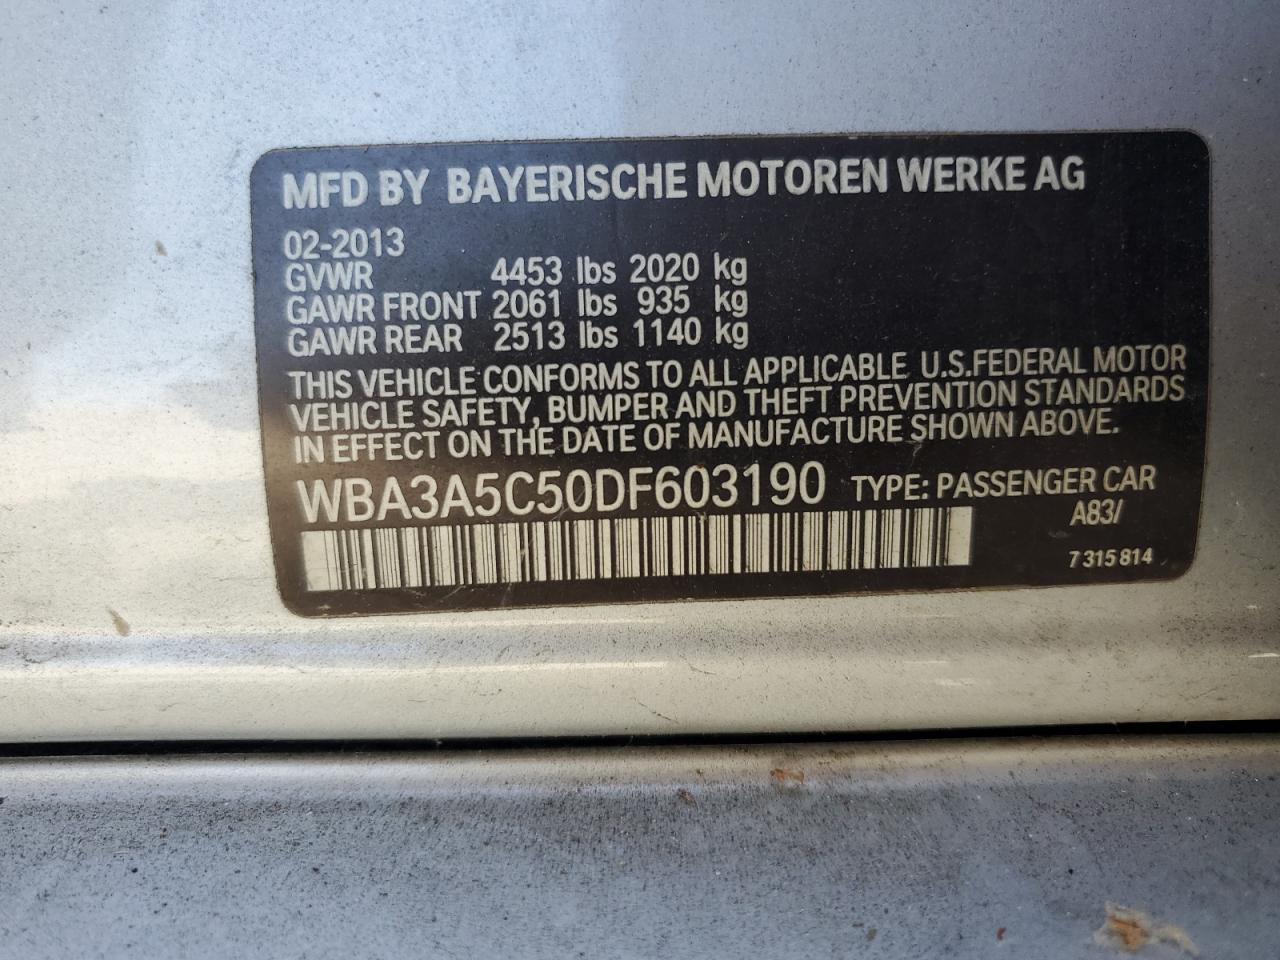 MFD BY BAYERISCHE MOTOREN WERKE AG
02-2013
GVWR 4453 lbs 2020 kg
GAWR FRONT 2061 lbs 935 kg
GAWR REAR 2513 lbs 1140 kg
THIS VEHICLE CONFORMS TO ALL APPLICABLE U.S.FEDERAL MOTOR
VEHICLE SAFETY, BUMPER AND THEFT PREVENTION STANDARDS
IN EFFECT ON THE DATE OF MANUFACTURE SHOWN ABOVE.
WBA3A5C50DF603190 TYPE: PASSENGER CAR
A83/
7 315 814